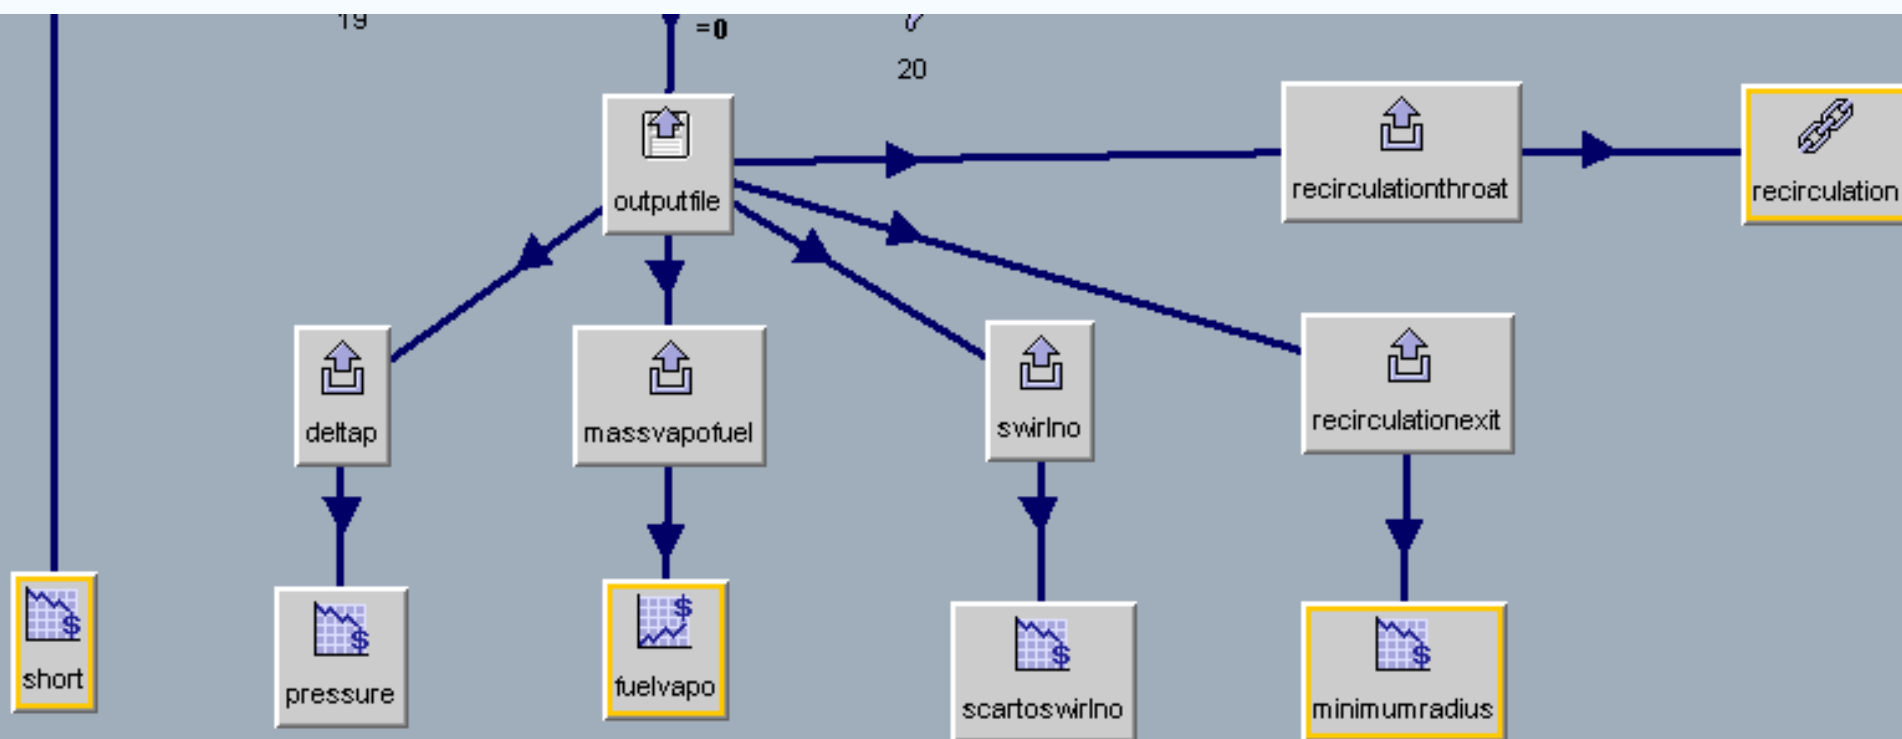 19
=0
20
outputfile
recirculationthroat
recirculation
deltap
massvapofuel
swirlno
recirculationexit
short
pressure
fuelvapo
scartoswirlno
minimumradius